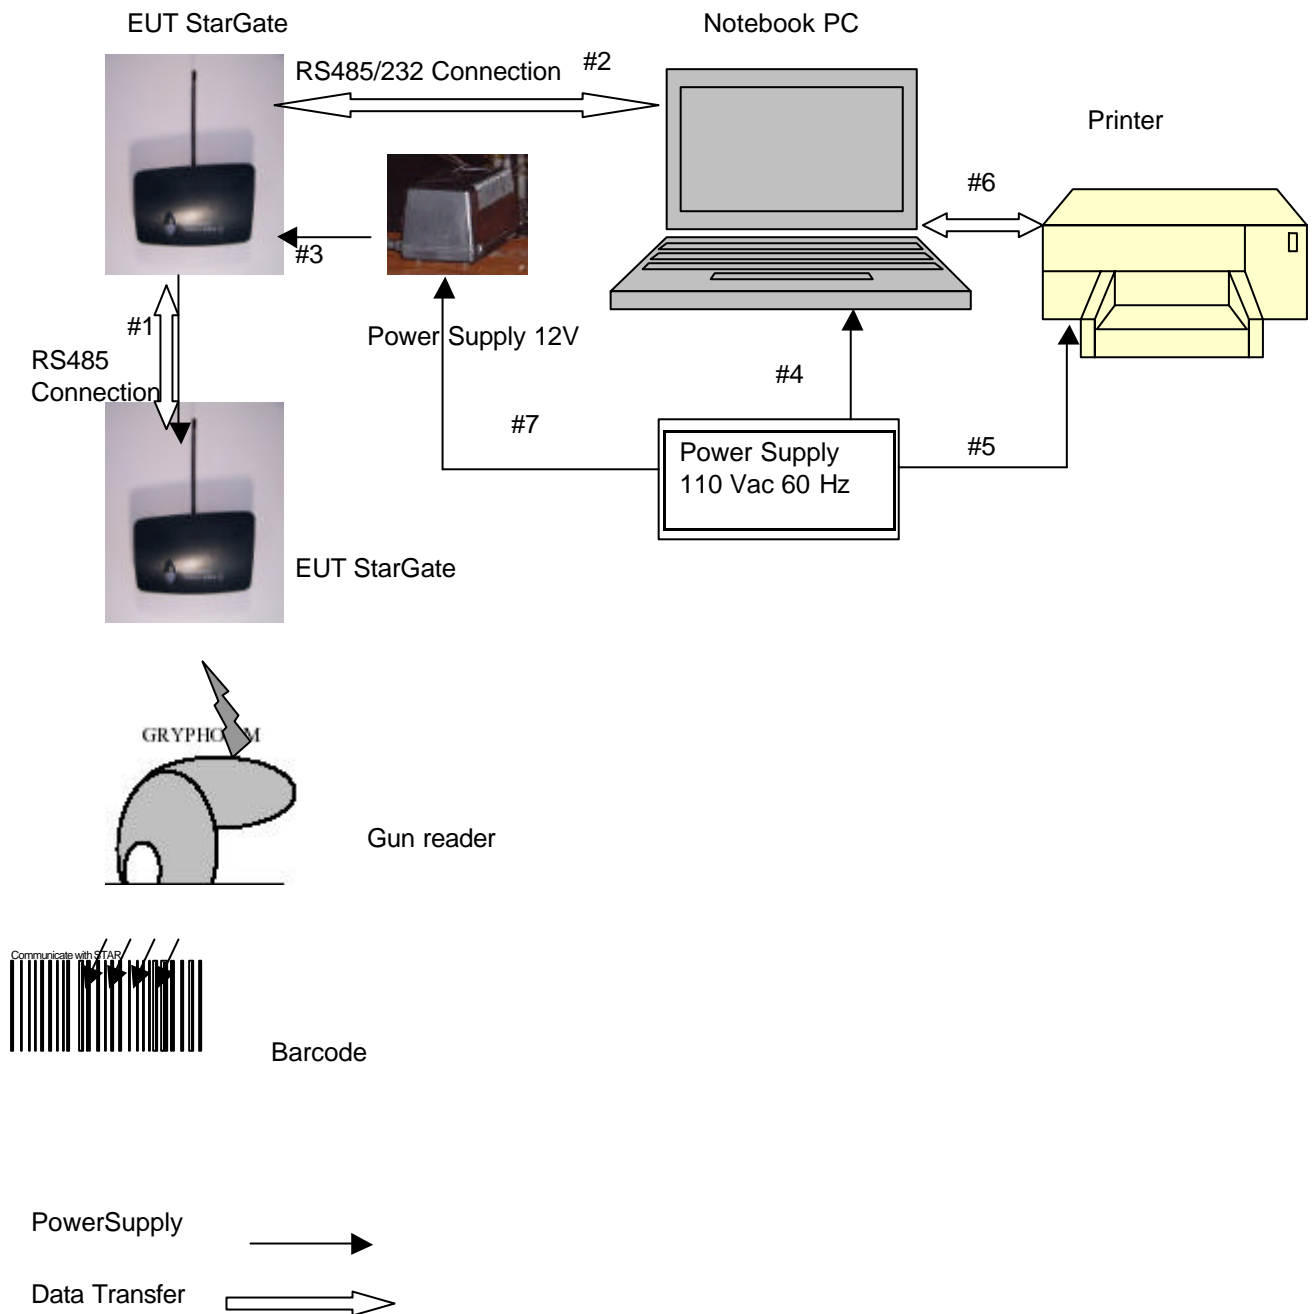 EUT StarGate
Notebook PC
RS485/232 Connection
#2
Printer
#6
#3
#1
RS485
Connection
Power Supply 12V
#4
#7
#5
Power Supply
110 Vac 60 Hz
EUT StarGate
Gun reader
Communicate with STAR
Barcode
PowerSupply
Data Transfer